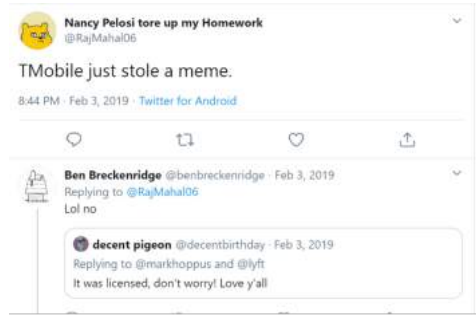 Nancy Pelosi tore up my Homework
@RajMahal06
TMobile just stole a meme.
8:44 PM · Feb 3, 2019 · Twitter for Android
Ben Breckenridge @benbreckenridge · Feb 3, 2019
Replying to @RajMahal06
Lol no
decent pigeon @decentbirthday · Feb 3, 2019
Replying to @markhoppus and @lyft
It was licensed, don't worry! Love y'all